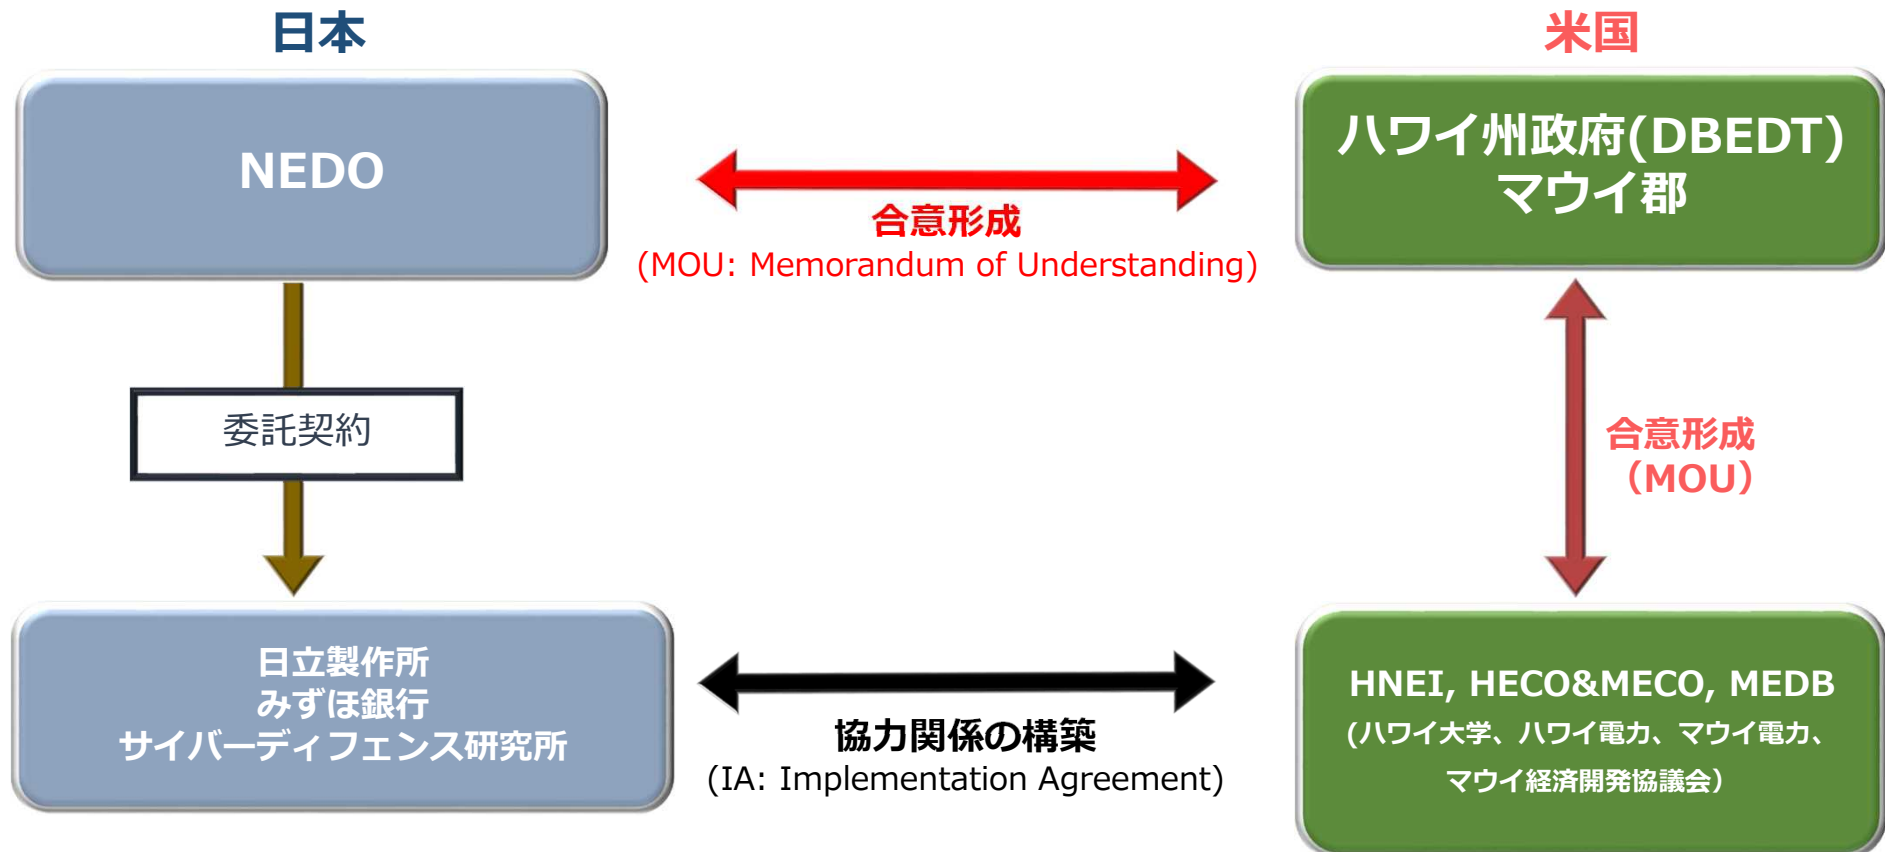 日本
米国
NEDO
ハワイ州政府(DBEDT)
マウイ郡
合意形成
(MOU: Memorandum of Understanding)
委託契約
合意形成
（MOU）
日立製作所
みずほ銀行
サイバーディフェンス研究所
協力関係の構築
(IA: Implementation Agreement)
HNEI, HECO&MECO, MEDB
(ハワイ大学、ハワイ電力、マウイ電力、
マウイ経済開発協議会）